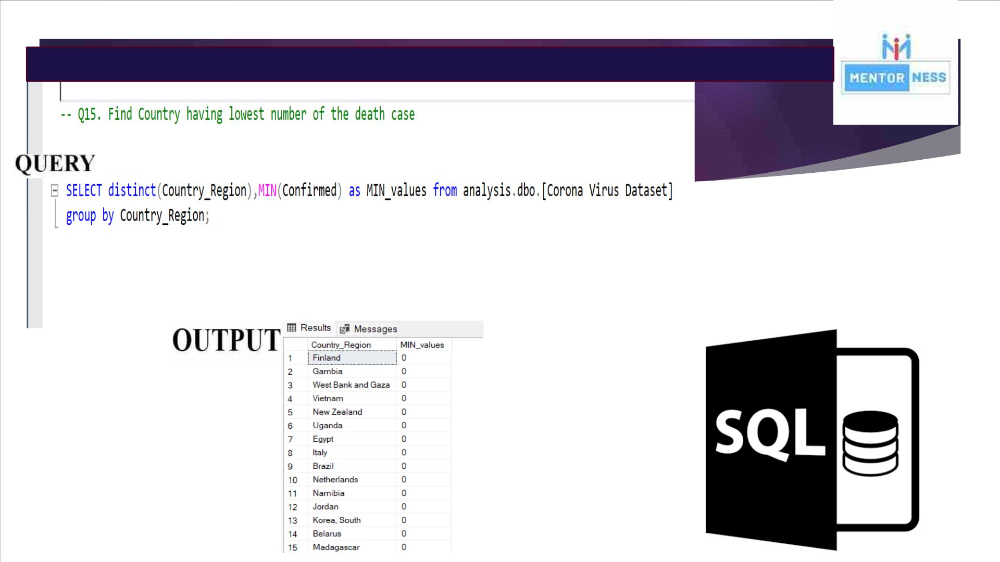 MENTOR NESS
-- Q15. Find Country having lowest number of the death case
QUERY
SELECT distinct(Country_Region),MIN(Confirmed) as MIN_values from analysis.dbo.[Corona Virus Dataset]
group by Country_Region;
OUTPUT
Results Messages
Country_Region MIN_values
1 Finland 0
2 Gambia 0
3 West Bank and Gaza 0
4 Vietnam 0
5 New Zealand 0
6 Uganda 0
7 Egypt 0
8 Italy 0
9 Brazil 0
10 Netherlands 0
11 Namibia 0
12 Jordan 0
13 Korea, South 0
14 Belarus 0
15 Madagascar 0
SQL